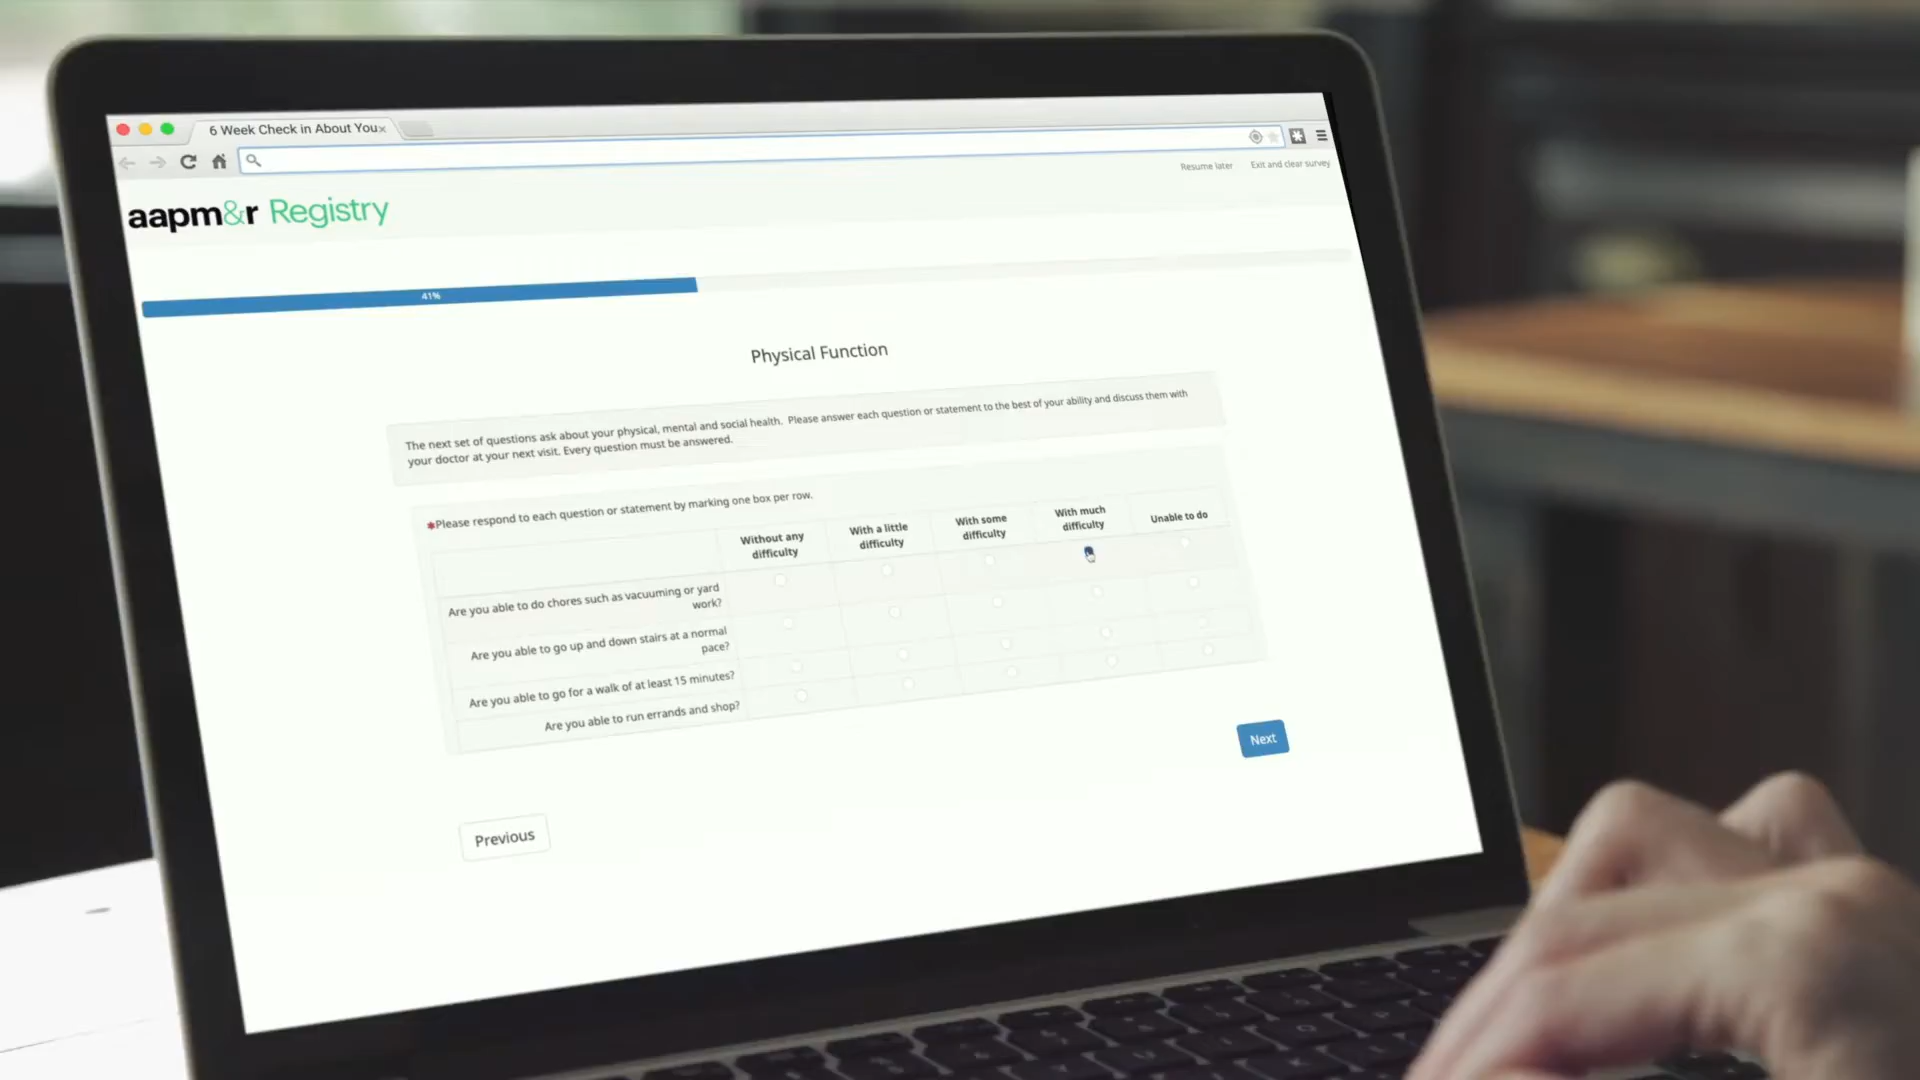 6 Week Check in About You
Resume later Exit and clear survey
aapm&r Registry
41%
Physical Function
The next set of questions ask about your physical, mental and social health. Please answer each question or statement to the best of your ability and discuss them with
your doctor at your next visit. Every question must be answered.
*Please respond to each question or statement by marking one box per row.
Without any
difficulty
With a little
difficulty
With some
difficulty
With much
difficulty
Unable to do
Are you able to do chores such as vacuuming or yard
work?
Are you able to go up and down stairs at a normal
pace?
Are you able to go for a walk of at least 15 minutes?
Are you able to run errands and shop?
Next
Previous